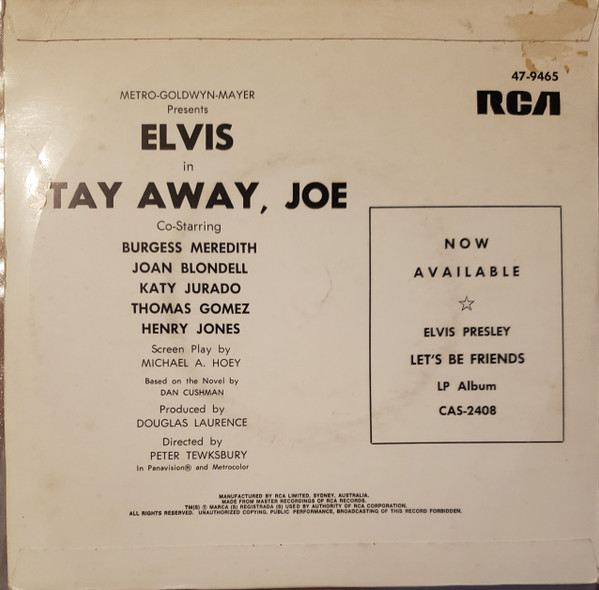 47-9465
RCA
METRO-GOLDWYN-MAYER
Presents
ELVIS
in
STAY AWAY, JOE
Co-Starring
BURGESS MEREDITH
JOAN BLONDELL
KATY JURADO
THOMAS GOMEZ
HENRY JONES
Screen Play by
MICHAEL A. HOEY
Based on the Novel by
DAN CUSHMAN
Produced by
DOUGLAS LAURENCE
Directed by
PETER TEWKSBURY
In Panavision® and Metrocolor
NOW
AVAILABLE
ELVIS PRESLEY
LET'S BE FRIENDS
LP Album
CAS-2408
MANUFACTURED BY RCA LIMITED, SYDNEY, AUSTRALIA.
MADE FROM MASTER RECORDINGS OF RCA RECORDS.
TM(S) ® MARCA (S) REGISTRADA (S) USED BY AUTHORITY OF RCA CORPORATION.
ALL RIGHTS RESERVED. UNAUTHORIZED COPYING, PUBLIC PERFORMANCE, BROADCASTING OF THIS RECORD FORBIDDEN.